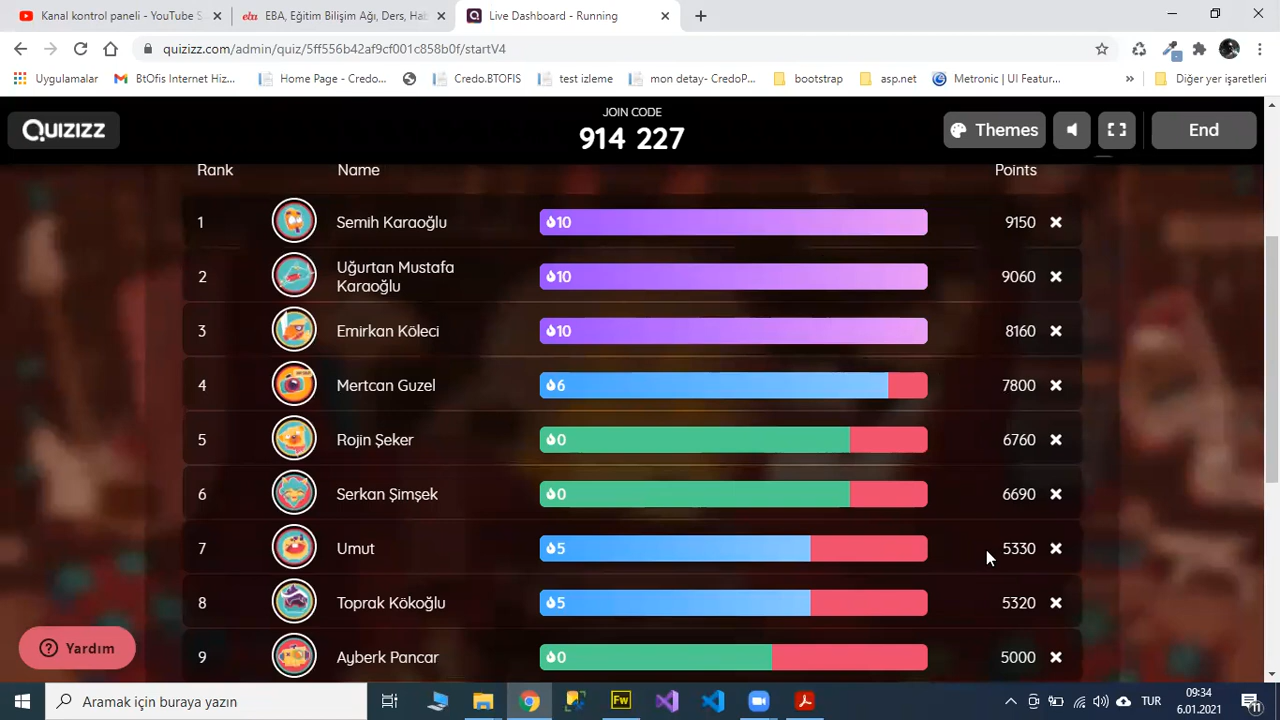 Kanal kontrol paneli - YouTube S
EBA, Eğitim Bilişim Ağı, Ders, Hab
Live Dashboard - Running
quizizz.com/admin/quiz/5ff556b42af9cf001c858b0f/startV4
Uygulamalar
BtOfis Internet Hiz...
Home Page - Credo...
Credo.BTOFIS
test izleme
mon detay- CredoP...
bootstrap
asp.net
Metronic | UI Featur...
»
Diğer yer işaretleri
Quizizz
JOIN CODE
914 227
Themes
End
Rank Name Points
1 Semih Karaoğlu 10 9150
2 Uğurtan Mustafa Karaoğlu 10 9060
3 Emirkan Köleci 10 8160
4 Mertcan Guzel 6 7800
5 Rojin Şeker 0 6760
6 Serkan Şimşek 0 6690
7 Umut 5 5330
8 Toprak Kökoğlu 5 5320
9 Ayberk Pancar 0 5000
Yardım
Aramak için buraya yazın
Fw
TUR
09:34
6.01.2021